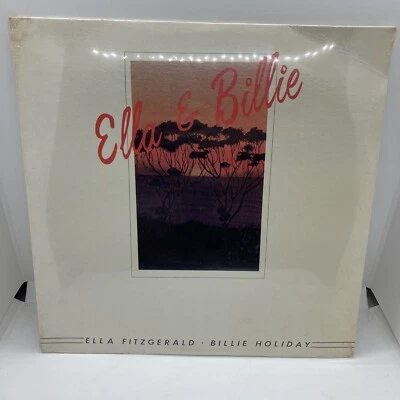 Ella & Billie
ELLA FITZGERALD · BILLIE HOLIDAY